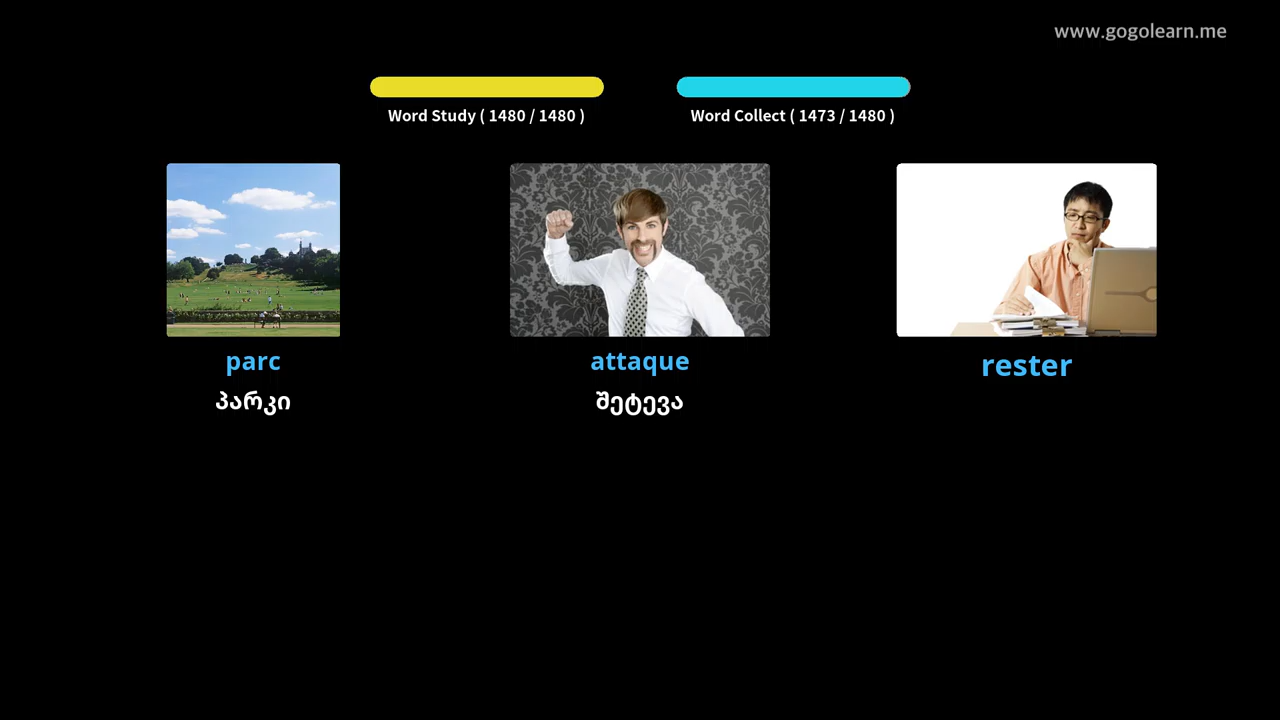 www.gogolearn.me
Word Study ( 1480 / 1480 )
Word Collect ( 1473 / 1480 )
parc
attaque
rester
პარკი
შეტევა